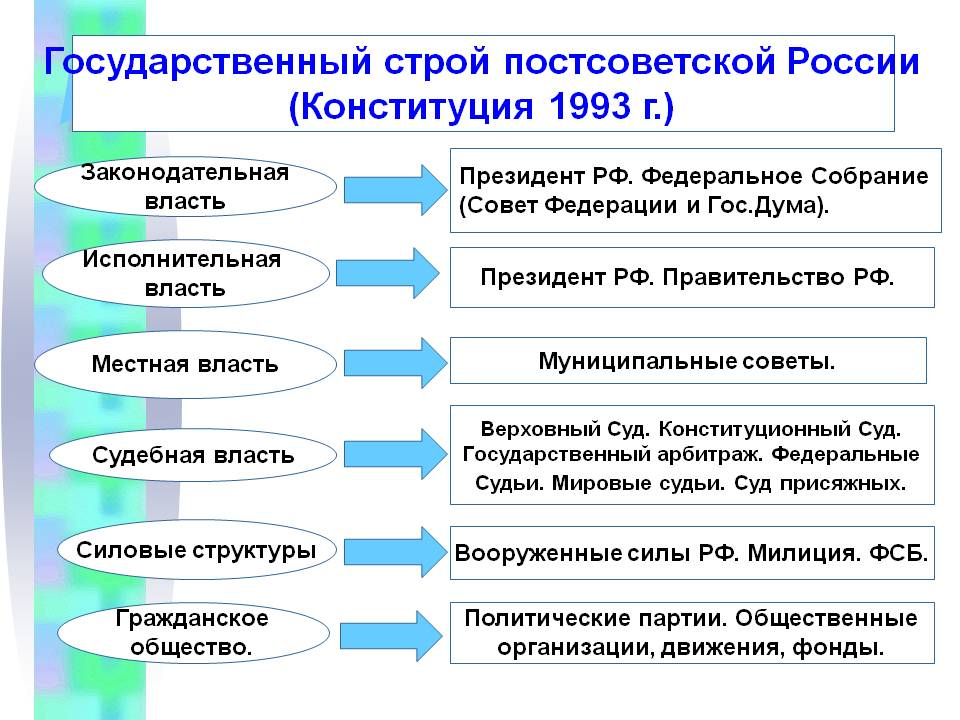 Государственный строй постсоветской России
(Конституция 1993 г.)
Законодательная
власть
Президент РФ. Федеральное Собрание
(Совет Федерации и Гос.Дума).
Исполнительная
власть
Президент РФ. Правительство РФ.
Местная власть
Муниципальные советы.
Судебная власть
Верховный Суд. Конституционный Суд.
Государственный арбитраж. Федеральные
Судьи. Мировые судьи. Суд присяжных.
Силовые структуры
Вооруженные силы РФ. Милиция. ФСБ.
Гражданское
общество.
Политические партии. Общественные
организации, движения, фонды.